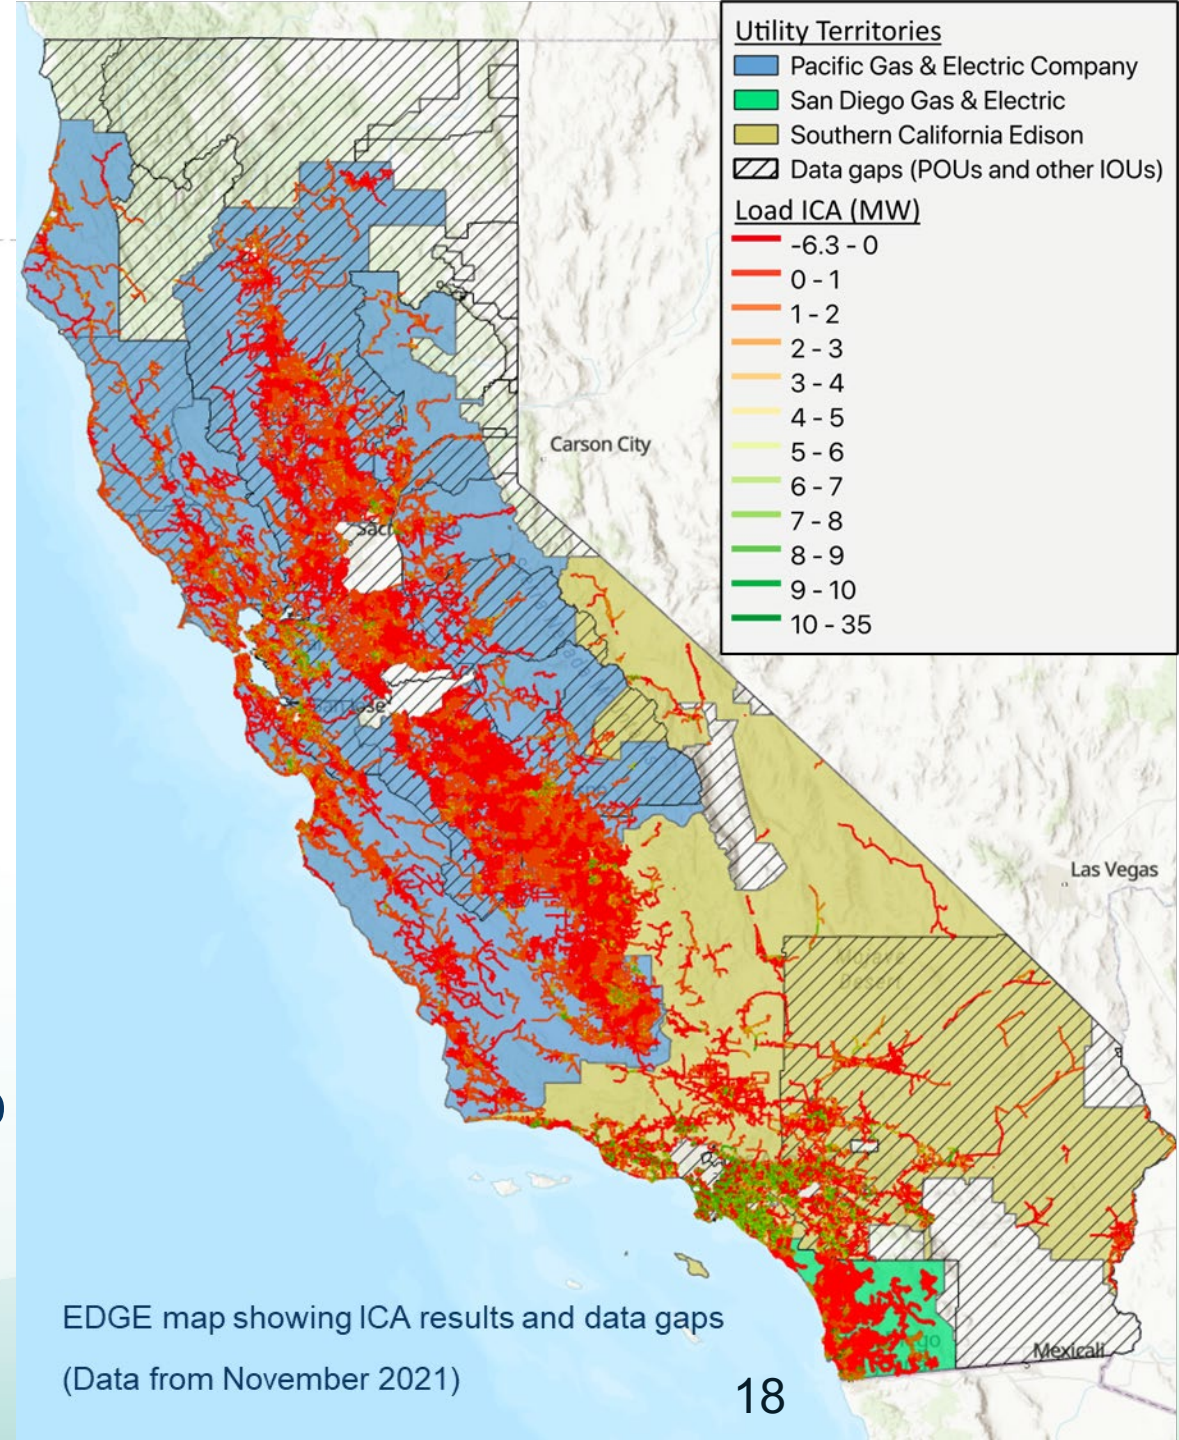 Utility Territories
Pacific Gas & Electric Company
San Diego Gas & Electric
Southern California Edison
Data gaps (POUs and other IOUs)
Load ICA (MW)
-6.3 - 0
0 - 1
1 - 2
2 - 3
3 - 4
4 - 5
5 - 6
6 - 7
7 - 8
8 - 9
9 - 10
10 - 35
Carson City
Las Vegas
Mojave
Desert
Mexicali
EDGE map showing ICA results and data gaps
(Data from November 2021)
18